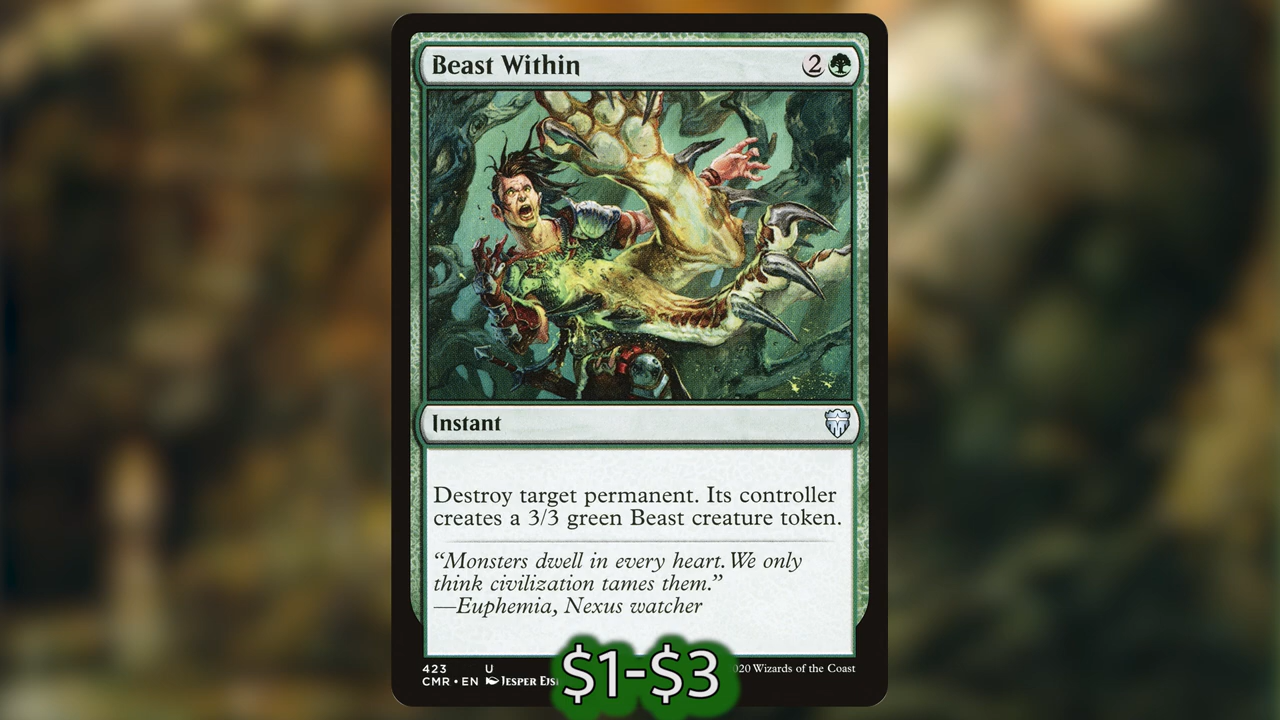 Beast Within 2
Instant
Destroy target permanent. Its controller
creates a 3/3 green Beast creature token.
“Monsters dwell in every heart. We only
think civilization tames them.”
—Euphemia, Nexus watcher
423 U
CMR • EN JESPER
$1-$3
Wizards of the Coast